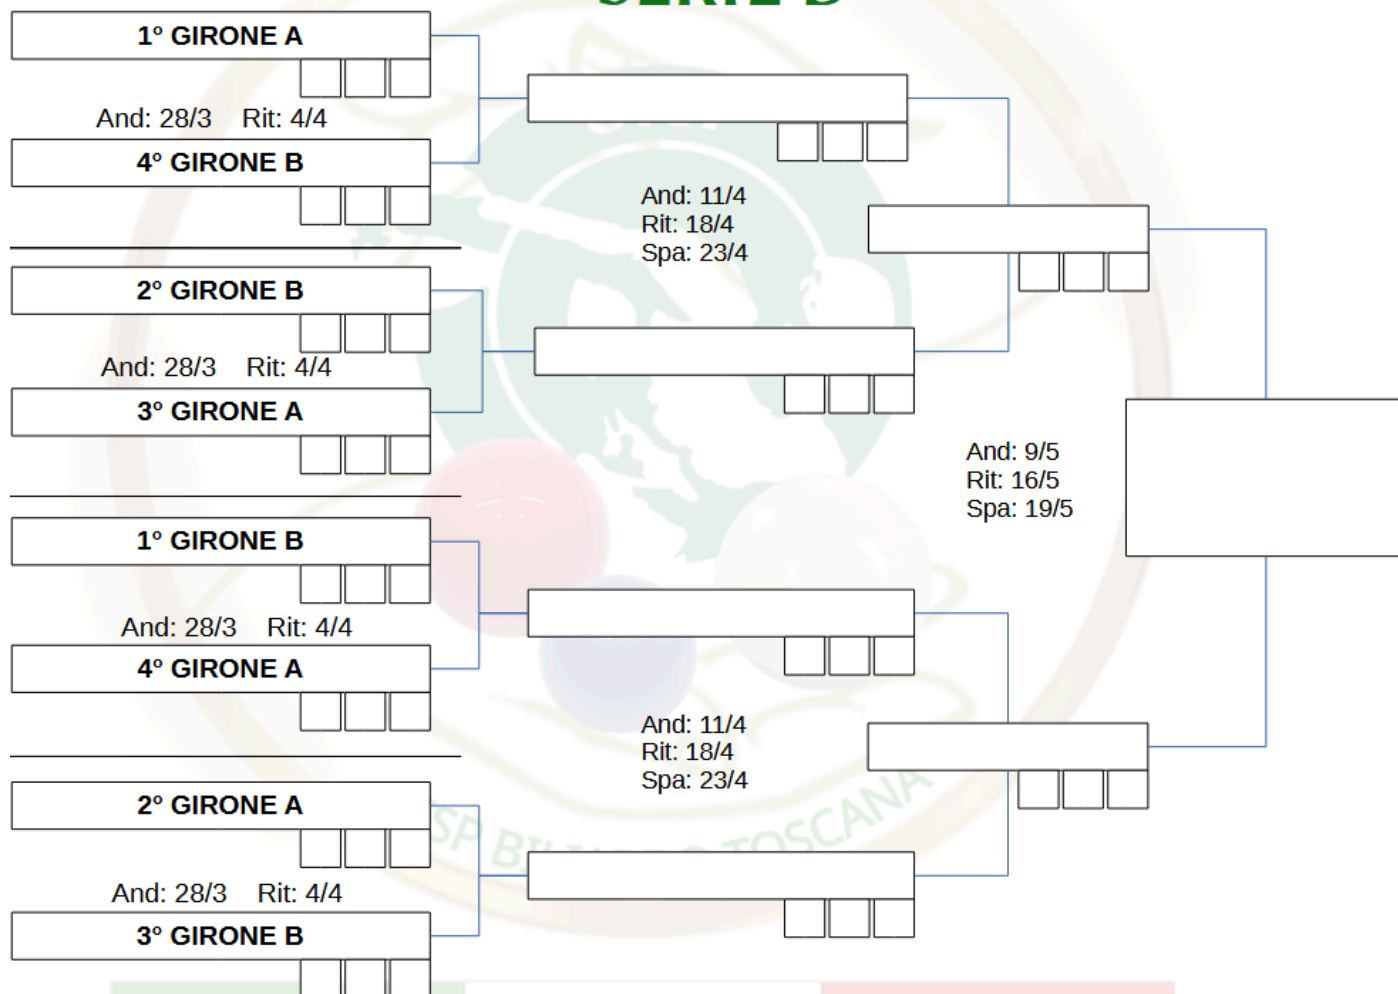 1° GIRONE A
And: 28/3 Rit: 4/4
4° GIRONE B
2° GIRONE B
And: 28/3 Rit: 4/4
3° GIRONE A
1° GIRONE B
And: 28/3 Rit: 4/4
4° GIRONE A
2° GIRONE A
And: 28/3 Rit: 4/4
3° GIRONE B
And: 11/4
Rit: 18/4
Spa: 23/4
And: 11/4
Rit: 18/4
Spa: 23/4
And: 9/5
Rit: 16/5
Spa: 19/5
SP BILIARDO TOSCANA